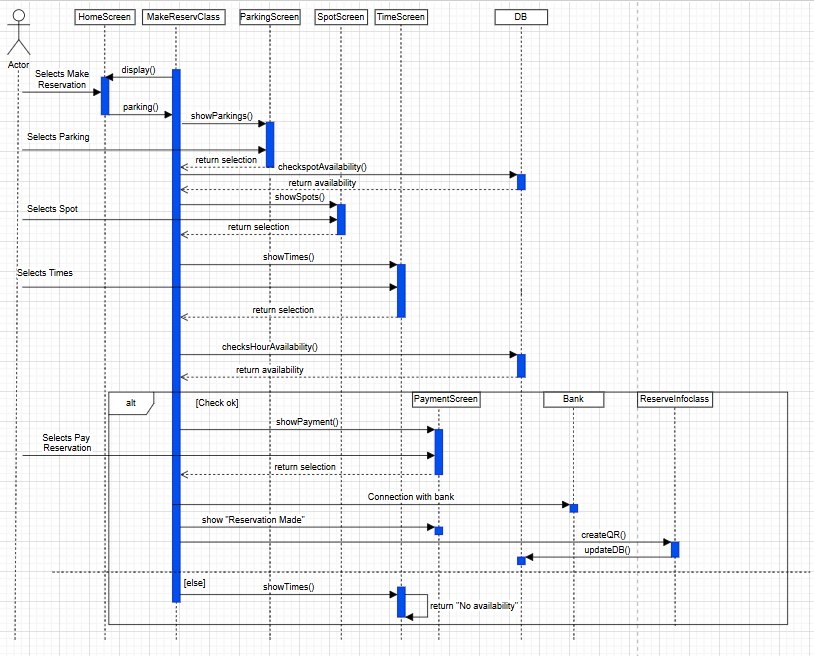 HomeScreen
MakeReservClass
ParkingScreen
SpotScreen
TimeScreen
DB
Actor
Selects Make
Reservation
display()
parking()
showParkings()
Selects Parking
return selection
checkspotAvailability()
return availability
showSpots()
Selects Spot
return selection
showTimes()
Selects Times
return selection
checksHourAvailability()
return availability
alt
[Check ok]
PaymentScreen
Bank
ReserveInfoclass
showPayment()
Selects Pay
Reservation
return selection
Connection with bank
show "Reservation Made"
createQR()
updateDB()
[else]
showTimes()
return "No availability"